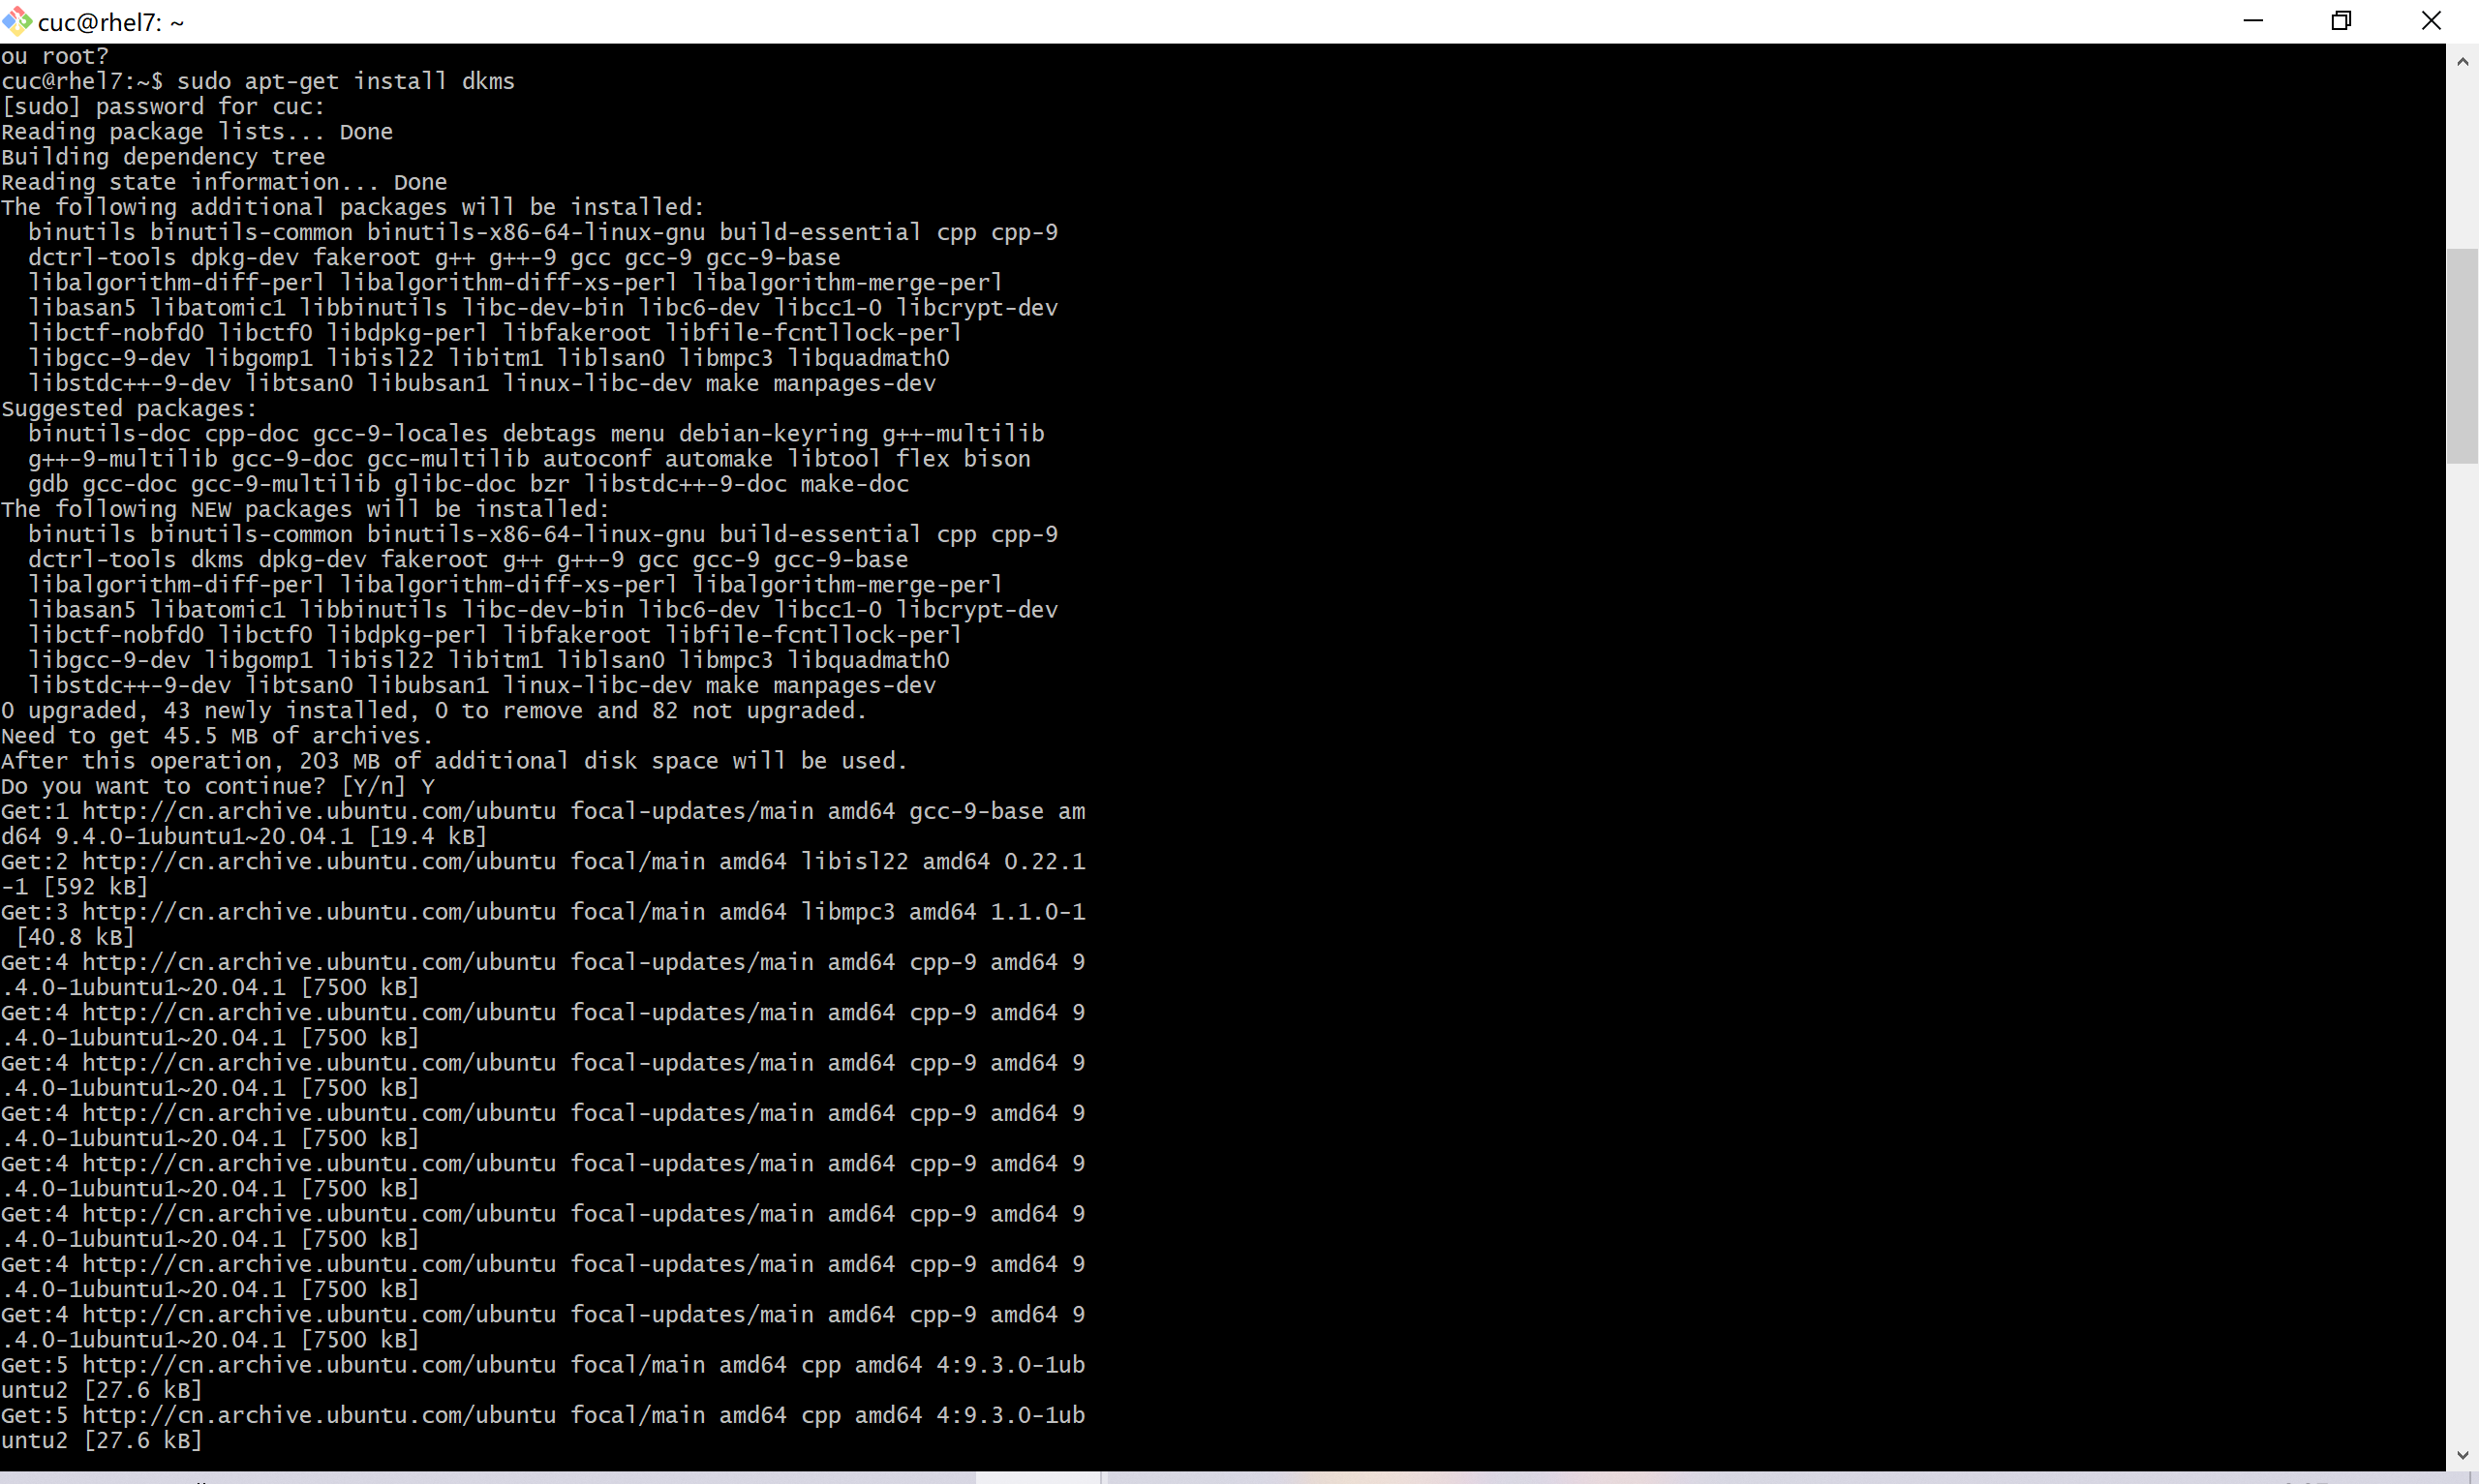 cuc@rhel7: ~
ou root?
cuc@rhel7:~$ sudo apt-get install dkms
[sudo] password for cuc:
Reading package lists... Done
Building dependency tree
Reading state information... Done
The following additional packages will be installed:
  binutils binutils-common binutils-x86-64-linux-gnu build-essential cpp cpp-9
  dctrl-tools dpkg-dev fakeroot g++ g++-9 gcc gcc-9 gcc-9-base
  libalgorithm-diff-perl libalgorithm-diff-xs-perl libalgorithm-merge-perl
  libasan5 libatomic1 libbinutils libc-dev-bin libc6-dev libcc1-0 libcrypt-dev
  libctf-nobfd0 libctf0 libdpkg-perl libfakeroot libfile-fcntllock-perl
  libgcc-9-dev libgomp1 libisl22 libitm1 liblsan0 libmpc3 libquadmath0
  libstdc++-9-dev libtsan0 libubsan1 linux-libc-dev make manpages-dev
Suggested packages:
  binutils-doc cpp-doc gcc-9-locales debtags menu debian-keyring g++-multilib
  g++-9-multilib gcc-9-doc gcc-multilib autoconf automake libtool flex bison
  gdb gcc-doc gcc-9-multilib glibc-doc bzr libstdc++-9-doc make-doc
The following NEW packages will be installed:
  binutils binutils-common binutils-x86-64-linux-gnu build-essential cpp cpp-9
  dctrl-tools dkms dpkg-dev fakeroot g++ g++-9 gcc gcc-9 gcc-9-base
  libalgorithm-diff-perl libalgorithm-diff-xs-perl libalgorithm-merge-perl
  libasan5 libatomic1 libbinutils libc-dev-bin libc6-dev libcc1-0 libcrypt-dev
  libctf-nobfd0 libctf0 libdpkg-perl libfakeroot libfile-fcntllock-perl
  libgcc-9-dev libgomp1 libisl22 libitm1 liblsan0 libmpc3 libquadmath0
  libstdc++-9-dev libtsan0 libubsan1 linux-libc-dev make manpages-dev
0 upgraded, 43 newly installed, 0 to remove and 82 not upgraded.
Need to get 45.5 MB of archives.
After this operation, 203 MB of additional disk space will be used.
Do you want to continue? [Y/n] Y
Get:1 http://cn.archive.ubuntu.com/ubuntu focal-updates/main amd64 gcc-9-base am
d64 9.4.0-1ubuntu1~20.04.1 [19.4 kB]
Get:2 http://cn.archive.ubuntu.com/ubuntu focal/main amd64 libisl22 amd64 0.22.1
-1 [592 kB]
Get:3 http://cn.archive.ubuntu.com/ubuntu focal/main amd64 libmpc3 amd64 1.1.0-1
 [40.8 kB]
Get:4 http://cn.archive.ubuntu.com/ubuntu focal-updates/main amd64 cpp-9 amd64 9
.4.0-1ubuntu1~20.04.1 [7500 kB]
Get:4 http://cn.archive.ubuntu.com/ubuntu focal-updates/main amd64 cpp-9 amd64 9
.4.0-1ubuntu1~20.04.1 [7500 kB]
Get:4 http://cn.archive.ubuntu.com/ubuntu focal-updates/main amd64 cpp-9 amd64 9
.4.0-1ubuntu1~20.04.1 [7500 kB]
Get:4 http://cn.archive.ubuntu.com/ubuntu focal-updates/main amd64 cpp-9 amd64 9
.4.0-1ubuntu1~20.04.1 [7500 kB]
Get:4 http://cn.archive.ubuntu.com/ubuntu focal-updates/main amd64 cpp-9 amd64 9
.4.0-1ubuntu1~20.04.1 [7500 kB]
Get:4 http://cn.archive.ubuntu.com/ubuntu focal-updates/main amd64 cpp-9 amd64 9
.4.0-1ubuntu1~20.04.1 [7500 kB]
Get:4 http://cn.archive.ubuntu.com/ubuntu focal-updates/main amd64 cpp-9 amd64 9
.4.0-1ubuntu1~20.04.1 [7500 kB]
Get:4 http://cn.archive.ubuntu.com/ubuntu focal-updates/main amd64 cpp-9 amd64 9
.4.0-1ubuntu1~20.04.1 [7500 kB]
Get:5 http://cn.archive.ubuntu.com/ubuntu focal/main amd64 cpp amd64 4:9.3.0-1ub
untu2 [27.6 kB]
Get:5 http://cn.archive.ubuntu.com/ubuntu focal/main amd64 cpp amd64 4:9.3.0-1ub
untu2 [27.6 kB]